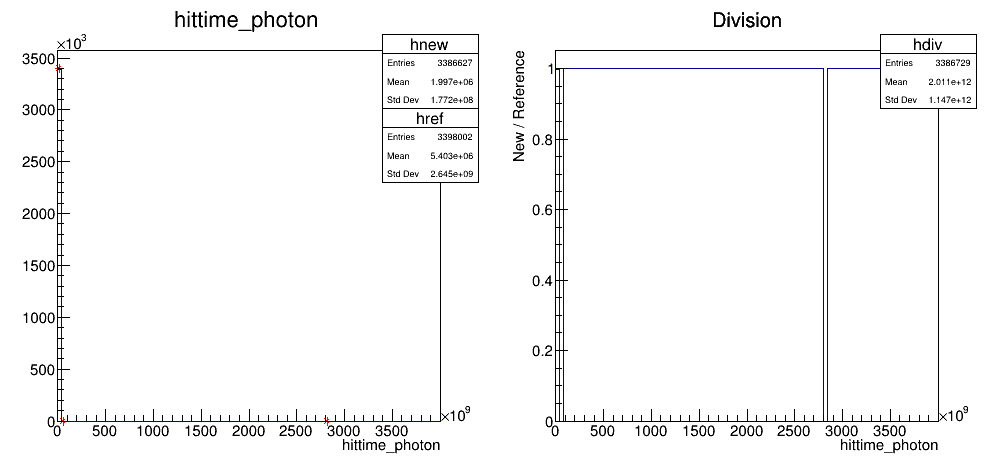 hittime_photon
×10³
hnew
Entries 3386627
Mean 1.997e+06
Std Dev 1.772e+08
href
Entries 3398002
Mean 5.403e+06
Std Dev 2.645e+09
3500
3000
2500
2000
1500
1000
500
0
0 500 1000 1500 2000 2500 3000 3500
×10⁹
hittime_photon
Division
hdiv
Entries 3386729
Mean 2.011e+12
Std Dev 1.147e+12
New / Reference
1
0.8
0.6
0.4
0.2
0
0 500 1000 1500 2000 2500 3000 3500
×10⁹
hittime_photon